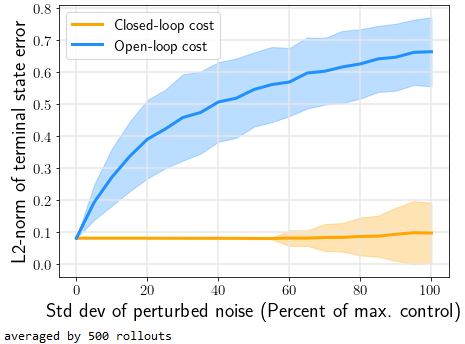 Closed-loop cost
Open-loop cost
L2-norm of terminal state error
0.8
0.7
0.6
0.5
0.4
0.3
0.2
0.1
0.0
0 20 40 60 80 100
Std dev of perturbed noise (Percent of max. control)
averaged by 500 rollouts